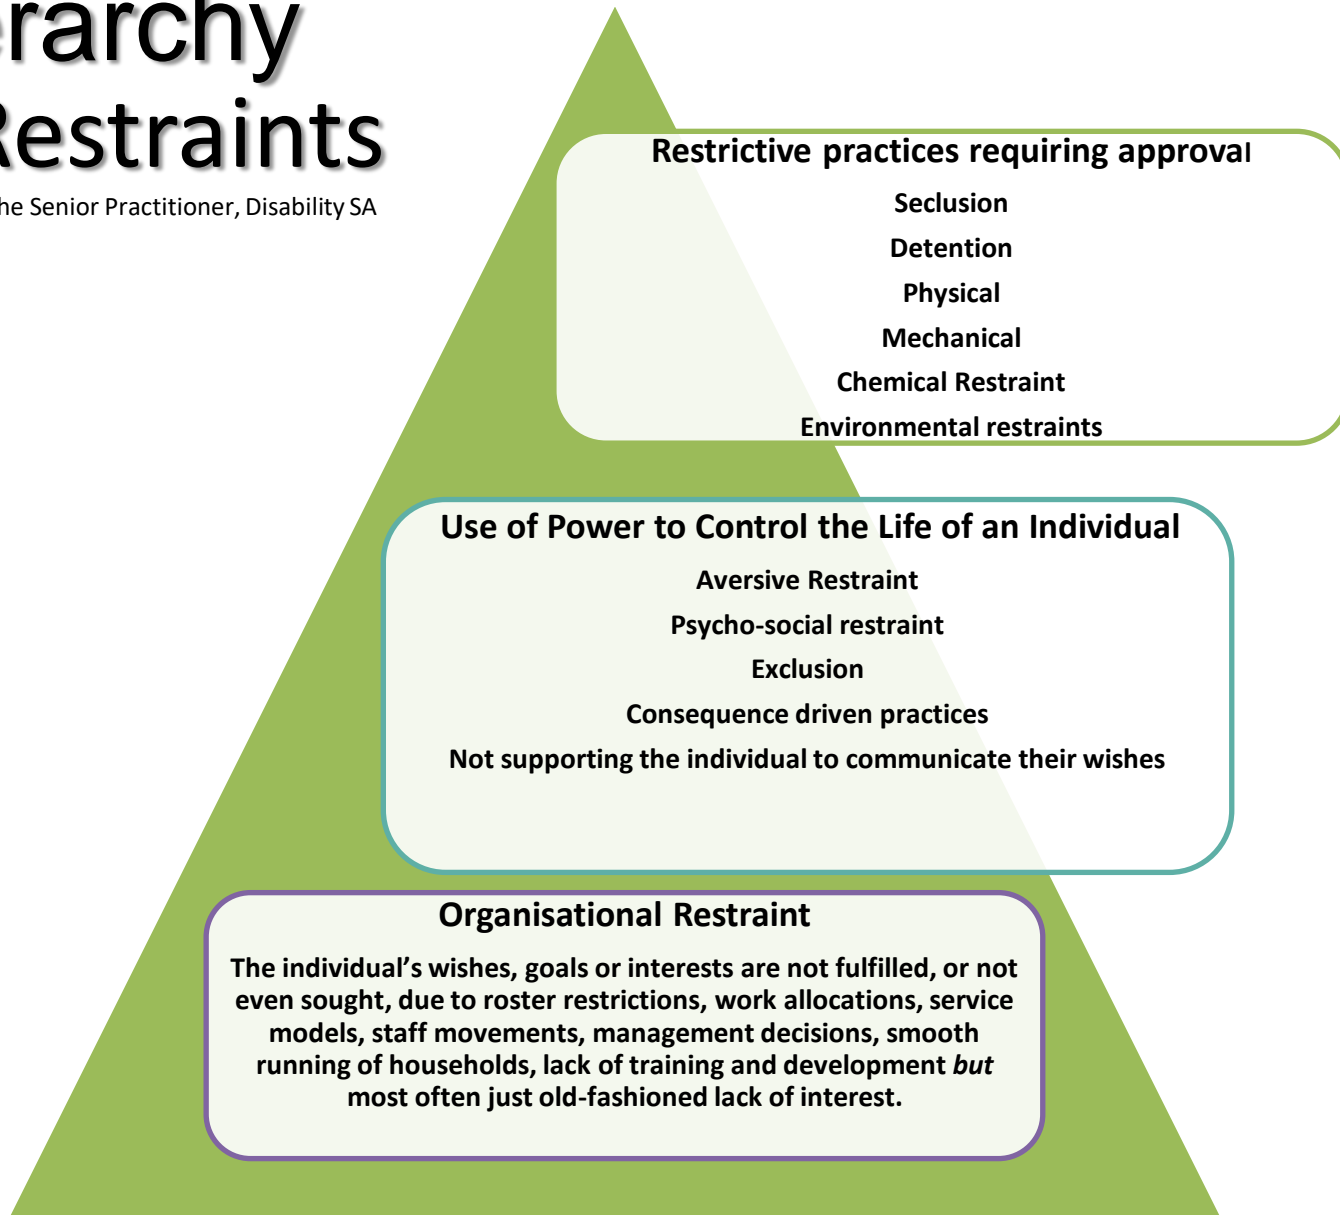 erarchy
Restraints
he Senior Practitioner, Disability SA
Restrictive practices requiring approval
Seclusion
Detention
Physical
Mechanical
Chemical Restraint
Environmental restraints
Use of Power to Control the Life of an Individual
Aversive Restraint
Psycho-social restraint
Exclusion
Consequence driven practices
Not supporting the individual to communicate their wishes
Organisational Restraint
The individual’s wishes, goals or interests are not fulfilled, or not
even sought, due to roster restrictions, work allocations, service
models, staff movements, management decisions, smooth
running of households, lack of training and development but
most often just old-fashioned lack of interest.